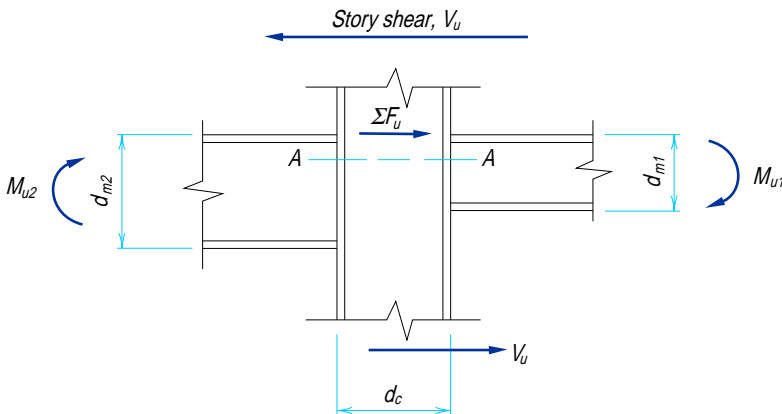 Story shear, Vu
ΣFu
A
A
Mu2
dm2
dm1
Mu1
Vu
dc